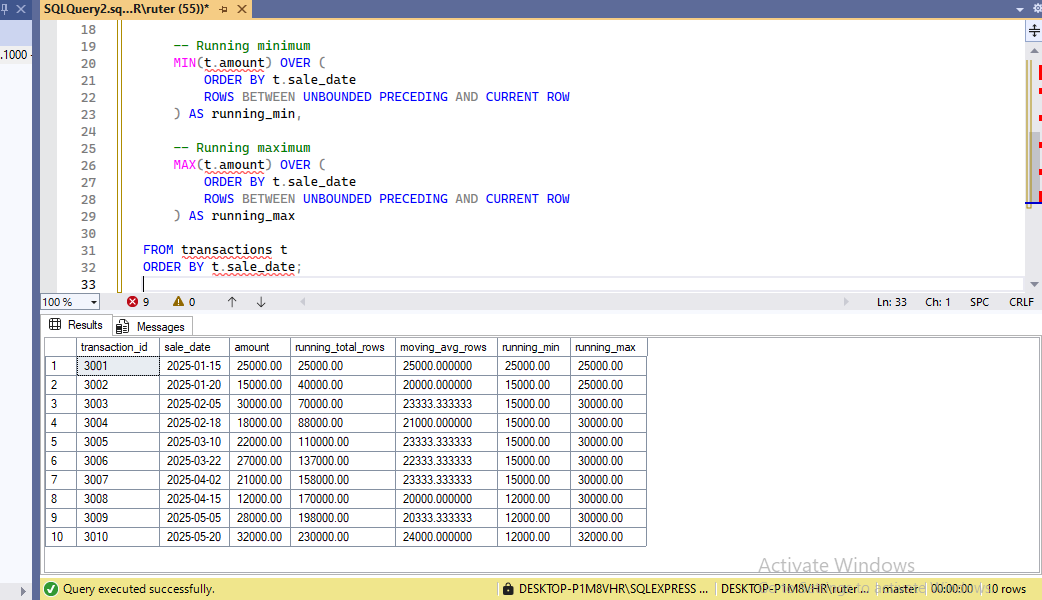 SQLQuery2.sq...R\ruter (55))*
.1000
18
19 -- Running minimum
20 MIN(t.amount) OVER (
21 ORDER BY t.sale_date
22 ROWS BETWEEN UNBOUNDED PRECEDING AND CURRENT ROW
23 ) AS running_min,
24
25 -- Running maximum
26 MAX(t.amount) OVER (
27 ORDER BY t.sale_date
28 ROWS BETWEEN UNBOUNDED PRECEDING AND CURRENT ROW
29 ) AS running_max
30
31 FROM transactions t
32 ORDER BY t.sale_date;
33
100 % 9 0 Ln: 33 Ch: 1 SPC CRLF
Results Messages
transaction_id sale_date amount running_total_rows moving_avg_rows running_min running_max
1 3001 2025-01-15 25000.00 25000.00 25000.000000 25000.00 25000.00
2 3002 2025-01-20 15000.00 40000.00 20000.000000 15000.00 25000.00
3 3003 2025-02-05 30000.00 70000.00 23333.333333 15000.00 30000.00
4 3004 2025-02-18 18000.00 88000.00 21000.000000 15000.00 30000.00
5 3005 2025-03-10 22000.00 110000.00 23333.333333 15000.00 30000.00
6 3006 2025-03-22 27000.00 137000.00 22333.333333 15000.00 30000.00
7 3007 2025-04-02 21000.00 158000.00 23333.333333 15000.00 30000.00
8 3008 2025-04-15 12000.00 170000.00 20000.000000 12000.00 30000.00
9 3009 2025-05-05 28000.00 198000.00 20333.333333 12000.00 30000.00
10 3010 2025-05-20 32000.00 230000.00 24000.000000 12000.00 32000.00
Activate Windows
Query executed successfully. DESKTOP-P1M8VHR\SQLEXPRESS ... DESKTOP-P1M8VHR\ruter... master 00:00:00 10 rows